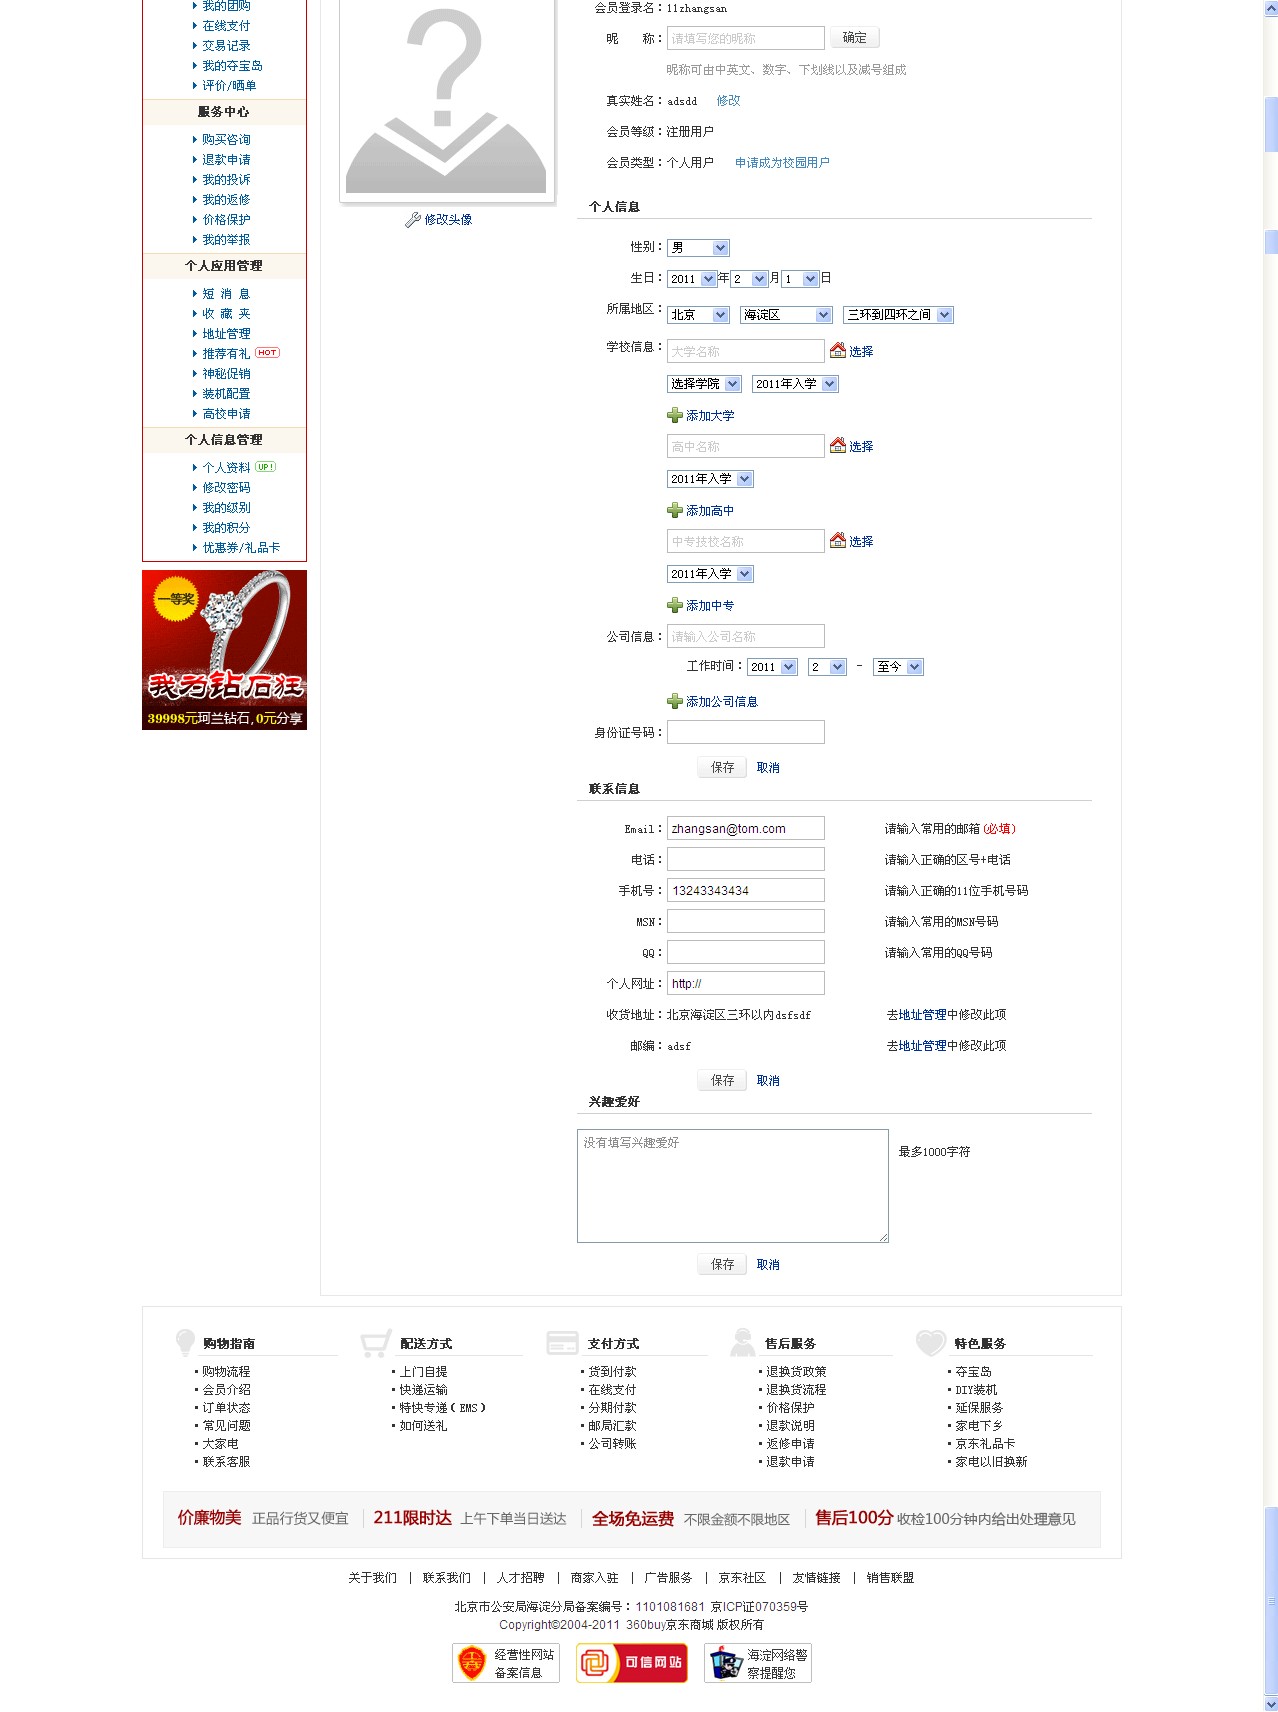 我的团购
在线支付
交易记录
我的夺宝岛
评价/晒单
服务中心
购买咨询
退款申请
我的投诉
我的返修
价格保护
我的举报
个人应用管理
短 消 息
收 藏 夹
地址管理
推荐有礼 HOT
神秘促销
装机配置
高校申请
个人信息管理
个人资料 UP!
修改密码
我的级别
我的积分
优惠券/礼品卡
一等奖
我为钻石狂
39998元珂兰钻石,0元分享
修改头像
会员登录名：llzhangsan
昵　　称： 请填写您的昵称 确定
昵称可由中英文、数字、下划线以及减号组成
真实姓名：adsdd 修改
会员等级：注册用户
会员类型：个人用户 申请成为校园用户
个人信息
性别： 男
生日： 2011 年 2 月 1 日
所属地区： 北京 海淀区 三环到四环之间
学校信息： 大学名称 选择
选择学院 2011年入学
添加大学
高中名称 选择
2011年入学
添加高中
中专技校名称 选择
2011年入学
添加中专
公司信息： 请输入公司名称
工作时间： 2011 2 - 至今
添加公司信息
身份证号码：
保存 取消
联系信息
Email： zhangsan@tom.com 请输入常用的邮箱(必填)
电话： 请输入正确的区号+电话
手机号： 13243343434 请输入正确的11位手机号码
MSN： 请输入常用的MSN号码
QQ： 请输入常用的QQ号码
个人网址： http://
收货地址：北京海淀区三环以内dsfsdf 去地址管理中修改此项
邮编：adsf 去地址管理中修改此项
保存 取消
兴趣爱好
没有填写兴趣爱好 最多1000字符
保存 取消
购物指南
购物流程
会员介绍
订单状态
常见问题
大家电
联系客服
配送方式
上门自提
快递运输
特快专递（EMS）
如何送礼
支付方式
货到付款
在线支付
分期付款
邮局汇款
公司转账
售后服务
退换货政策
退换货流程
价格保护
退款说明
返修申请
退款申请
特色服务
夺宝岛
DIY装机
延保服务
家电下乡
京东礼品卡
家电以旧换新
价廉物美 正品行货又便宜 211限时达 上午下单当日送达 全场免运费 不限金额不限地区 售后100分 收检100分钟内给出处理意见
关于我们 | 联系我们 | 人才招聘 | 商家入驻 | 广告服务 | 京东社区 | 友情链接 | 销售联盟
北京市公安局海淀分局备案编号：1101081681 京ICP证070359号
Copyright©2004-2011 360buy京东商城 版权所有
经营性网站
备案信息
可信网站
海淀网络警
察提醒您